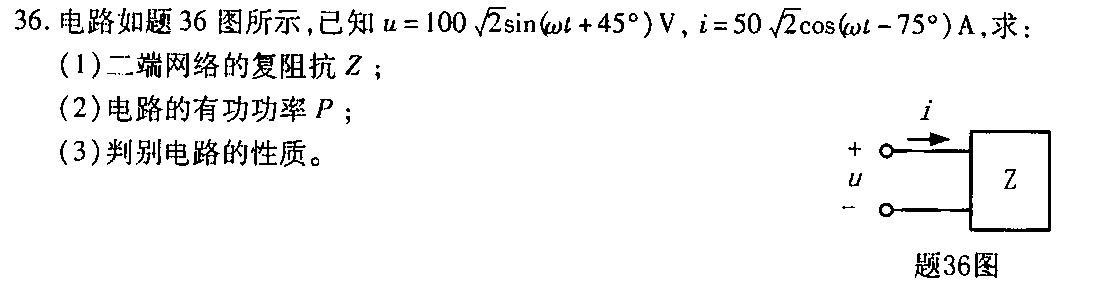 36. 电路如题 36 图所示,已知 u = 100 √2sin(ωt + 45°) V, i = 50 √2cos(ωt - 75°) A,求:
(1)二端网络的复阻抗 Z ;
(2)电路的有功功率 P ;
(3)判别电路的性质。
i
+
u
Z
-
题36图